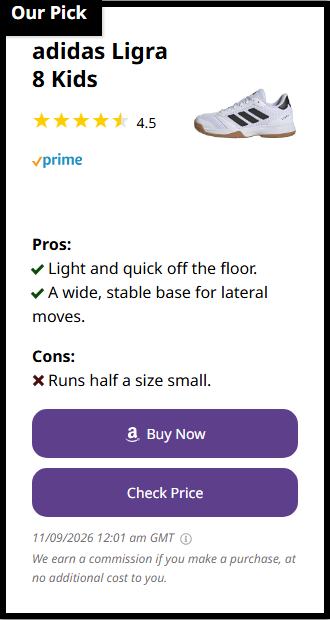 Our Pick
adidas Ligra
8 Kids
4.5
prime
Pros:
Light and quick off the floor.
A wide, stable base for lateral
moves.
Cons:
Runs half a size small.
Buy Now
Check Price
11/09/2026 12:01 am GMT
We earn a commission if you make a purchase, at
no additional cost to you.